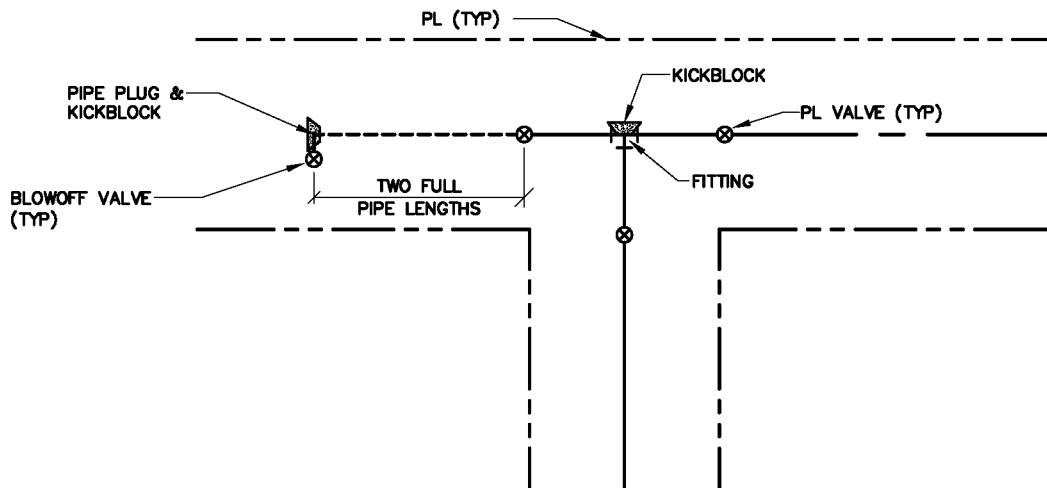 PL (TYP)
KICKBLOCK
PIPE PLUG &
KICKBLOCK
PL VALVE (TYP)
FITTING
BLOWOFF VALVE
(TYP)
TWO FULL
PIPE LENGTHS